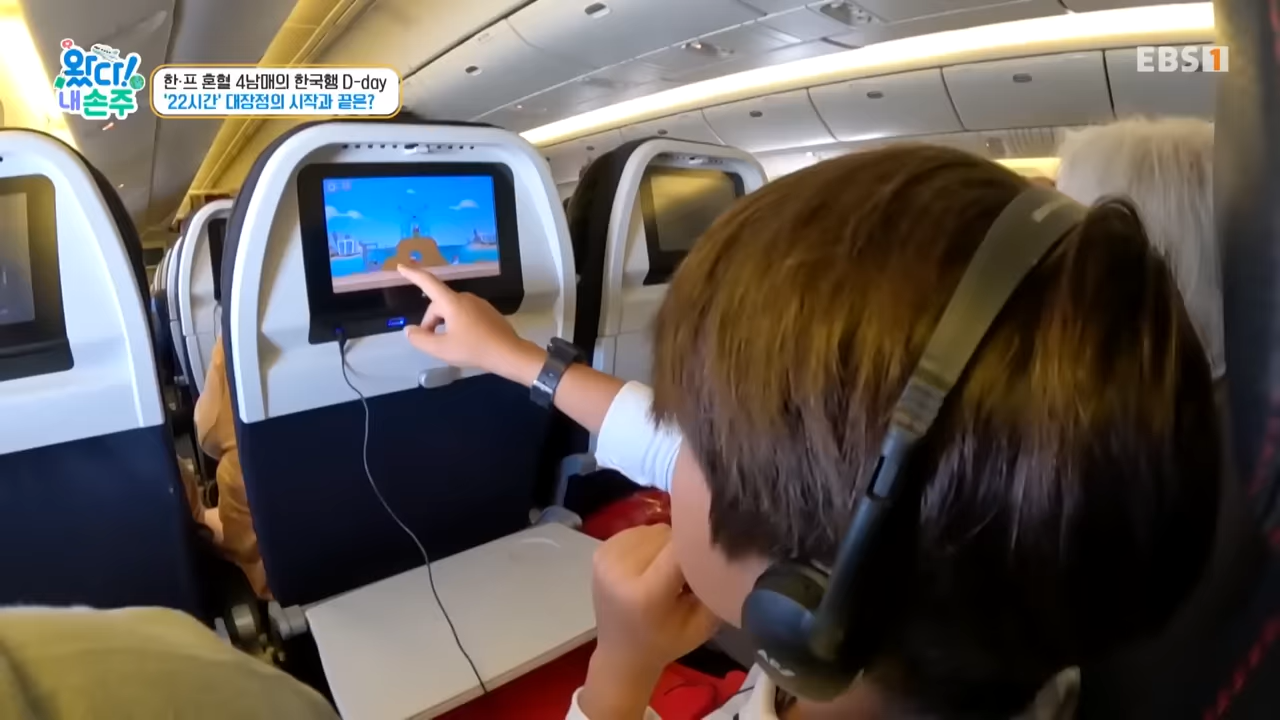 왔다!
내손주
한·프 혼혈 4남매의 한국행 D-day
'22시간' 대장정의 시작과 끝은?
EBS1